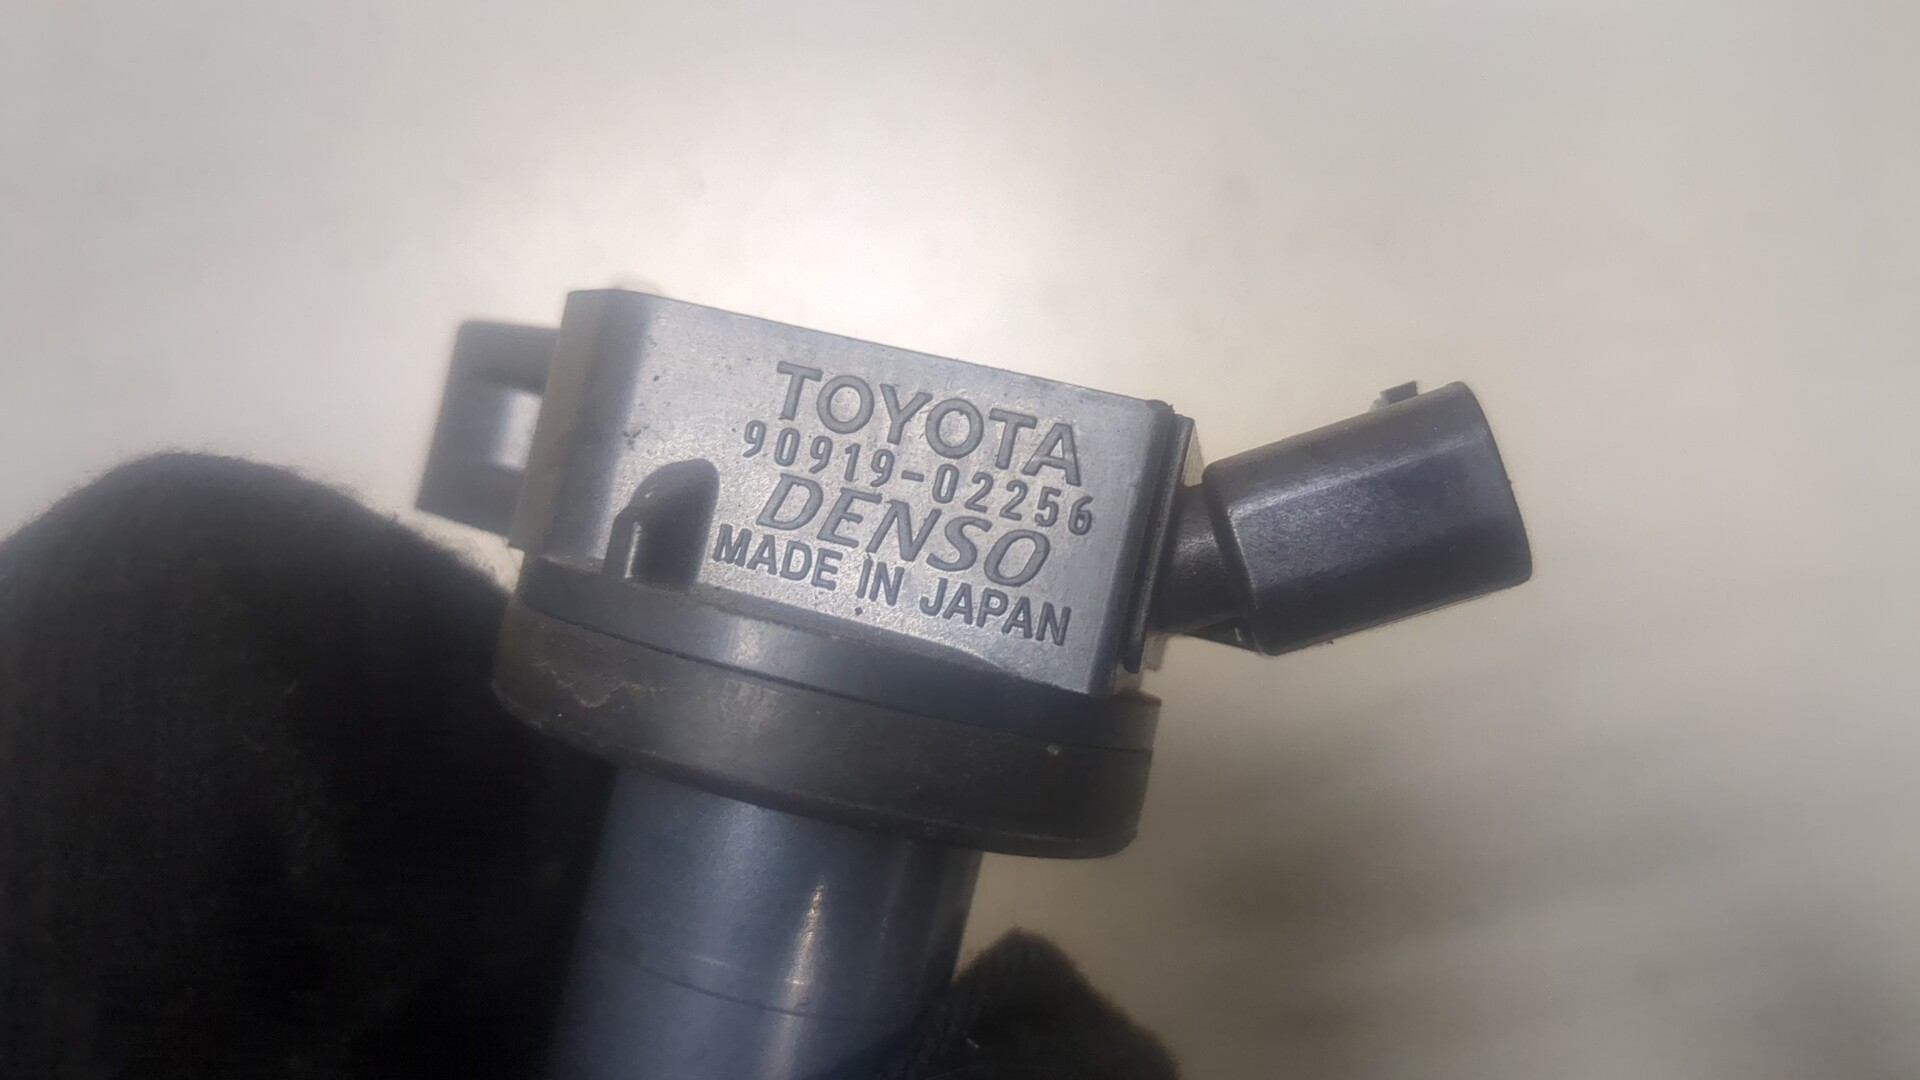 TOYOTA
90919-02256
DENSO
MADE IN JAPAN